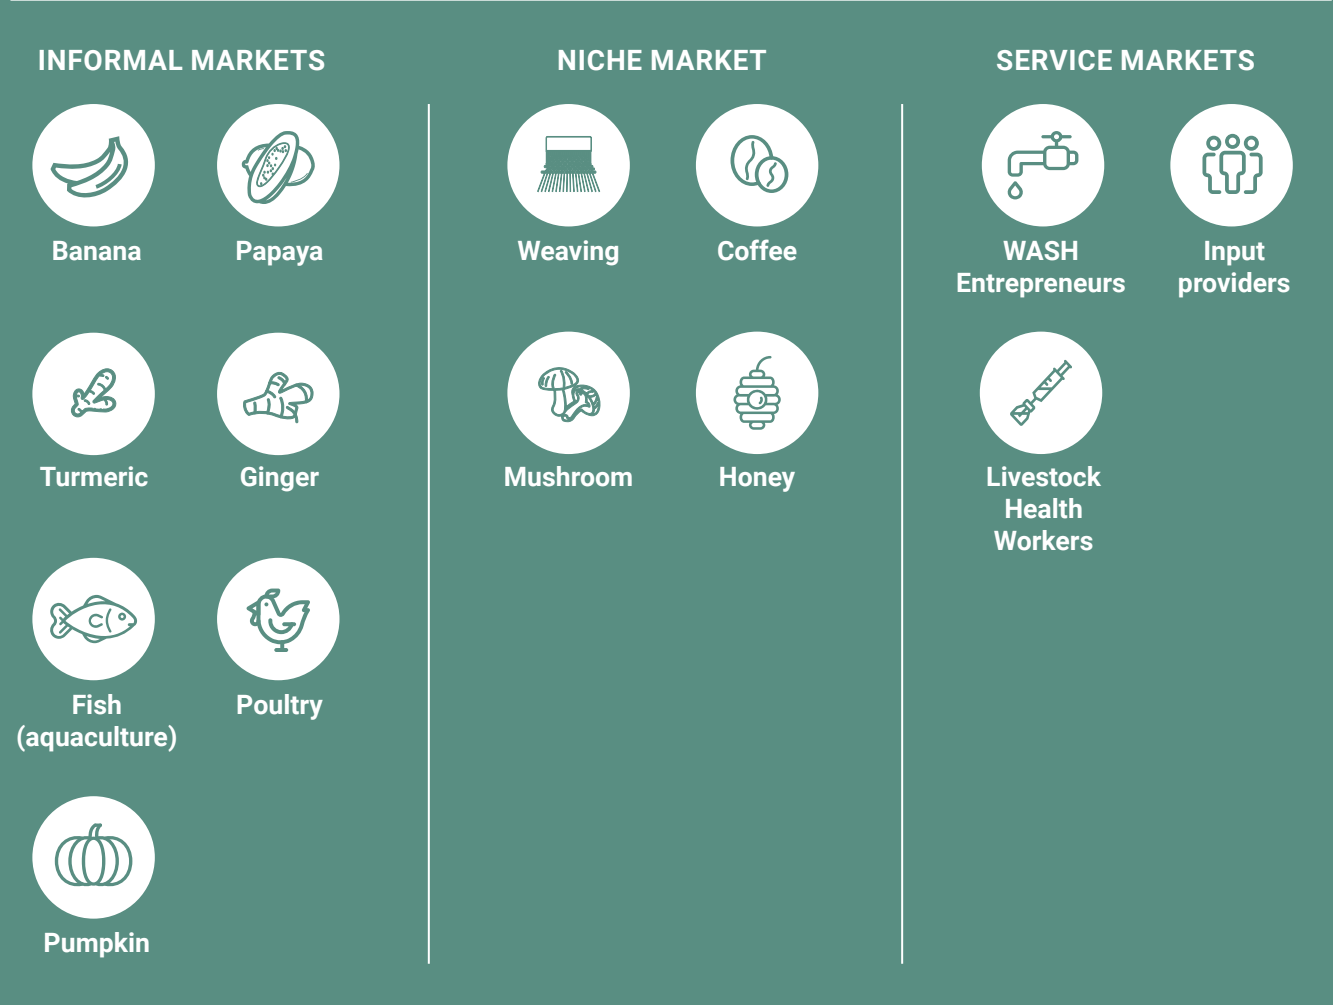 INFORMAL MARKETS
Banana
Papaya
Turmeric
Ginger
Fish
(aquaculture)
Poultry
Pumpkin
NICHE MARKET
Weaving
Coffee
Mushroom
Honey
SERVICE MARKETS
WASH
Entrepreneurs
Input
providers
Livestock
Health
Workers